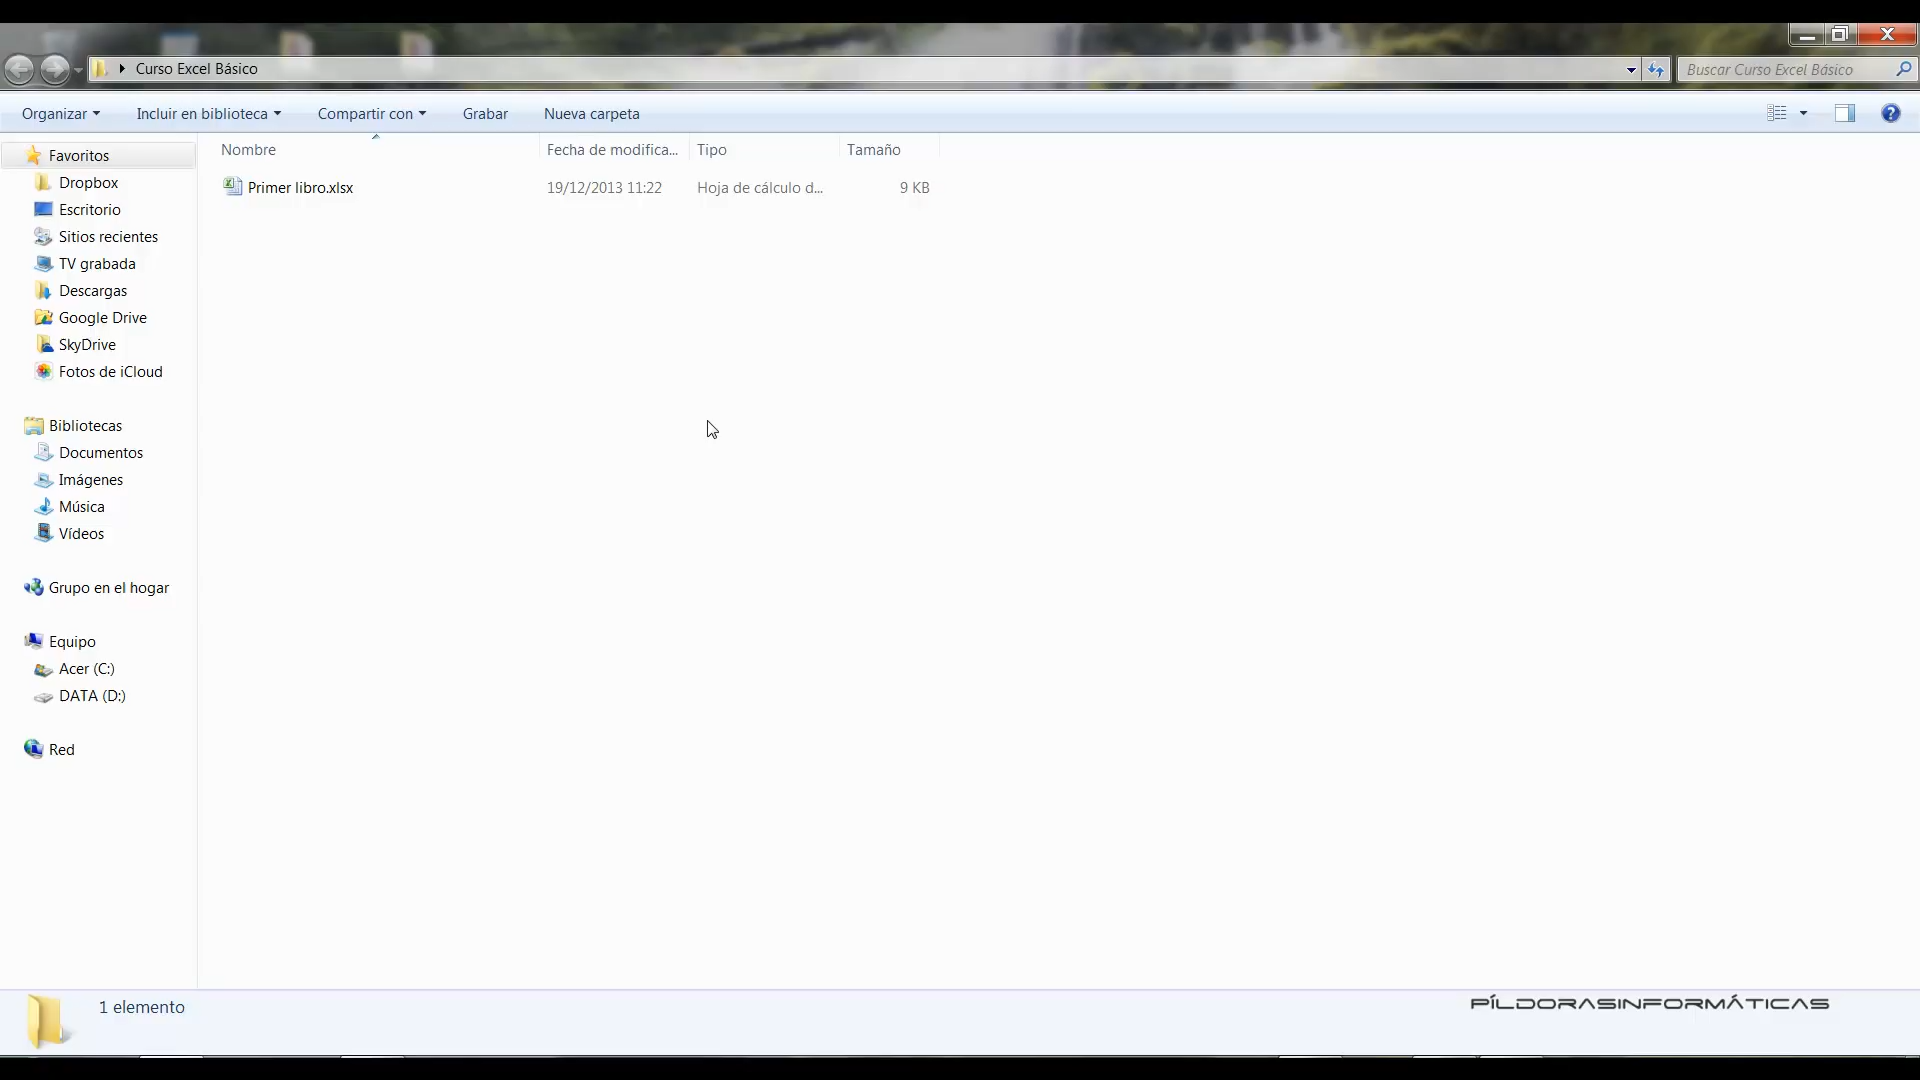 Curso Excel Básico
Buscar Curso Excel Básico
Organizar
Incluir en biblioteca
Compartir con
Grabar
Nueva carpeta
Favoritos
Dropbox
Escritorio
Sitios recientes
TV grabada
Descargas
Google Drive
SkyDrive
Fotos de iCloud
Bibliotecas
Documentos
Imágenes
Música
Vídeos
Grupo en el hogar
Equipo
Acer (C:)
DATA (D:)
Red
Nombre
Fecha de modifica...
Tipo
Tamaño
Primer libro.xlsx
19/12/2013 11:22
Hoja de cálculo d...
9 KB
1 elemento
PÍLDORASINFORMÁTICAS